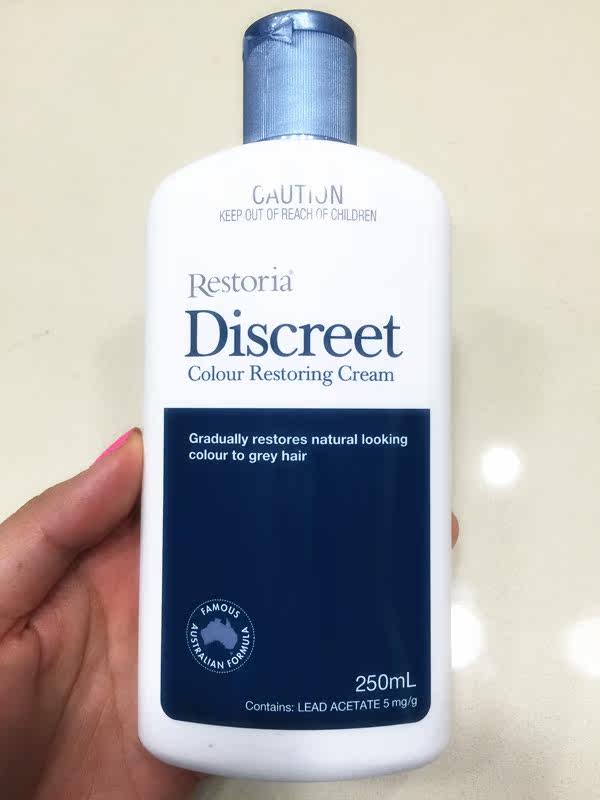 CAUTION
KEEP OUT OF REACH OF CHILDREN
Restoria®
Discreet
Colour Restoring Cream
Gradually restores natural looking
colour to grey hair
FAMOUS
AUSTRALIAN FORMULA
250mL
Contains: LEAD ACETATE 5 mg/g